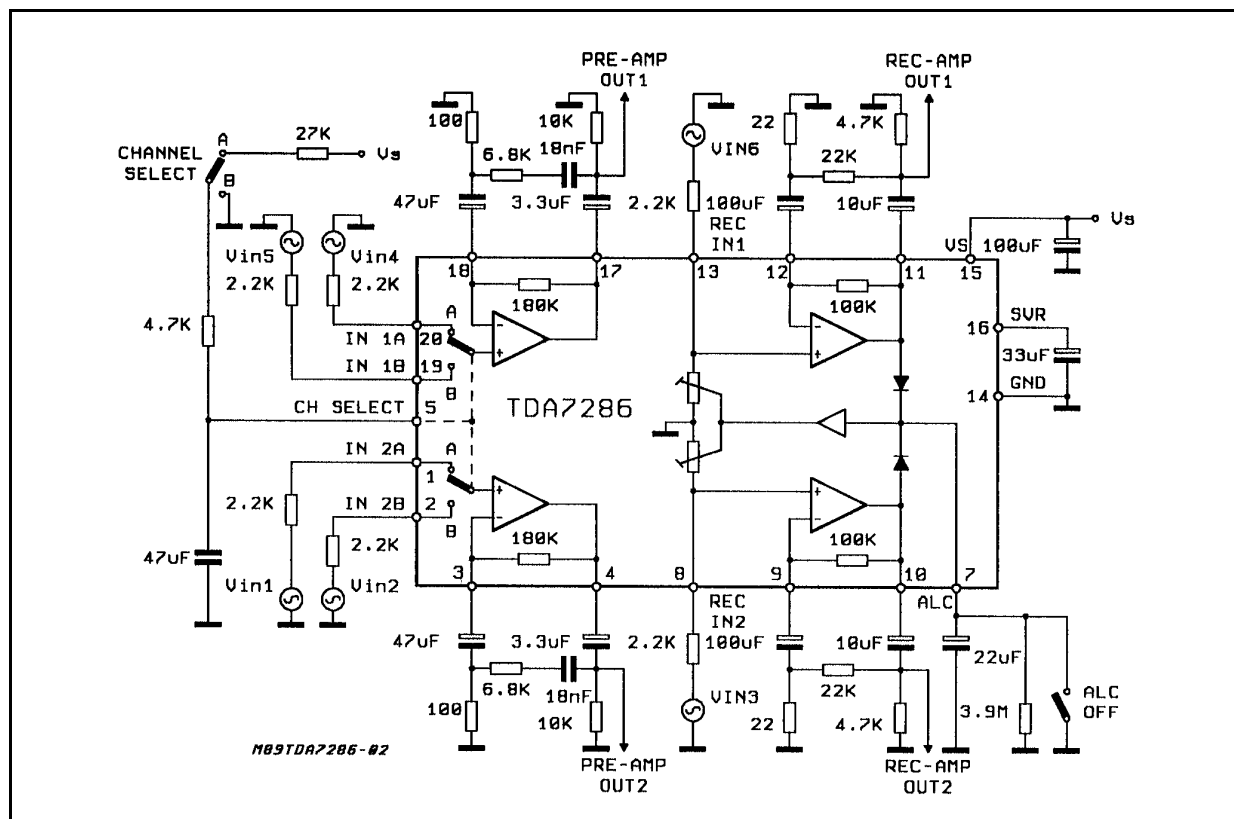 PRE-AMP
OUT1
REC-AMP
OUT1
100
10K
22
4.7K
27K
A
Vs
CHANNEL
SELECT
B
6.8K
18nF
VIN6
22K
47uF
3.3uF
2.2K
100uF
10uF
REC
IN1
Vs
Vin5
Vin4
VS
100uF
18
17
13
12
11
15
2.2K
2.2K
180K
100K
4.7K
A
IN 1A
20
-
+
-
+
16
SVR
33uF
IN 1B
19
B
GND
14
CH SELECT
5
TDA7286
IN 2A
A
1
2.2K
IN 2B
2
B
+
-
+
-
2.2K
180K
100K
47uF
3
4
8
9
10
7
Vin1
Vin2
REC
IN2
ALC
47uF
3.3uF
2.2K
100uF
10uF
22uF
6.8K
18nF
22K
ALC
OFF
100
10K
VIN3
22
4.7K
3.9M
M89TDA7286-02
PRE-AMP
OUT2
REC-AMP
OUT2